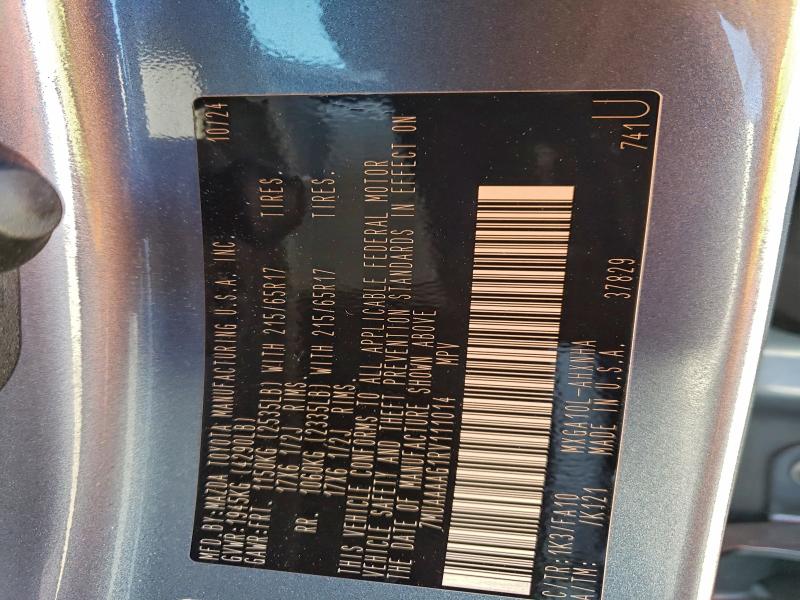 MFD.BY:MAZDA TOYOTA MANUFACTURING U.S.A. INC. 10/24
GVWR:1945KG (4290LB)
GAWR:FRT 1150KG (2535LB) WITH 215/65R17 TIRES.
17X6 1/2J RIMS,
RR. 1060KG (2335LB) WITH 215/65R17 TIRES.
17X6 1/2J RIMS,
THIS VEHICLE CONFORMS TO ALL APPLICABLE FEDERAL MOTOR
VEHICLE SAFETY AND THEFT PREVENTION STANDARDS IN EFFECT ON
THE DATE OF MANUFACTURE SHOWN ABOVE.
MPV
C/TR:1K3/FA10 MXGA10L-AHXNHA
A/TM: /K121 MADE IN U.S.A. 37829 741U